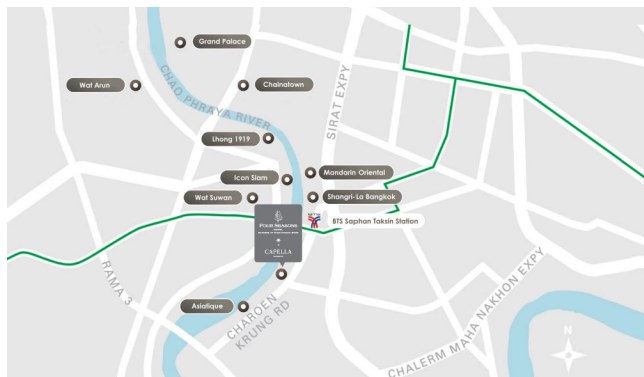 Grand Palace
Wat Arun
Chainatown
CHAO PHRAYA RIVER
SIRAT EXPY
Lhong 1919
Mandarin Oriental
Icon Siam
Wat Suwan
Shangri-La Bangkok
BTS Saphan Taksin Station
FOUR SEASONS
CAPELLA
RAMA 3
Asiatique
CHAROEN
KRUNG RD
CHALERM MAHA NAKHON EXPY
N